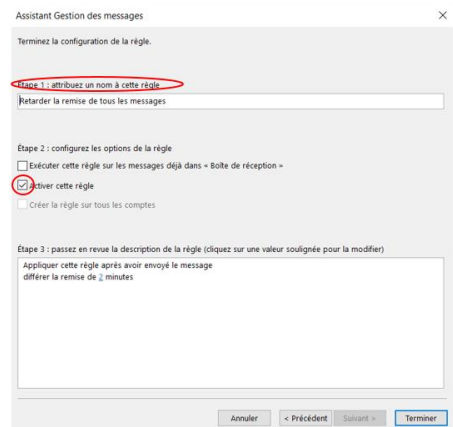 Assistant Gestion des messages
Terminez la configuration de la règle.
Étape 1 : attribuez un nom à cette règle
Retarder la remise de tous les messages
Étape 2 : configurez les options de la règle
Exécuter cette règle sur les messages déjà dans « Boîte de réception »
Activer cette règle
Créer la règle sur tous les comptes
Étape 3 : passez en revue la description de la règle (cliquez sur une valeur soulignée pour la modifier)
Appliquer cette règle après avoir envoyé le message
différer la remise de 2 minutes
Annuler < Précédent Suivant > Terminer